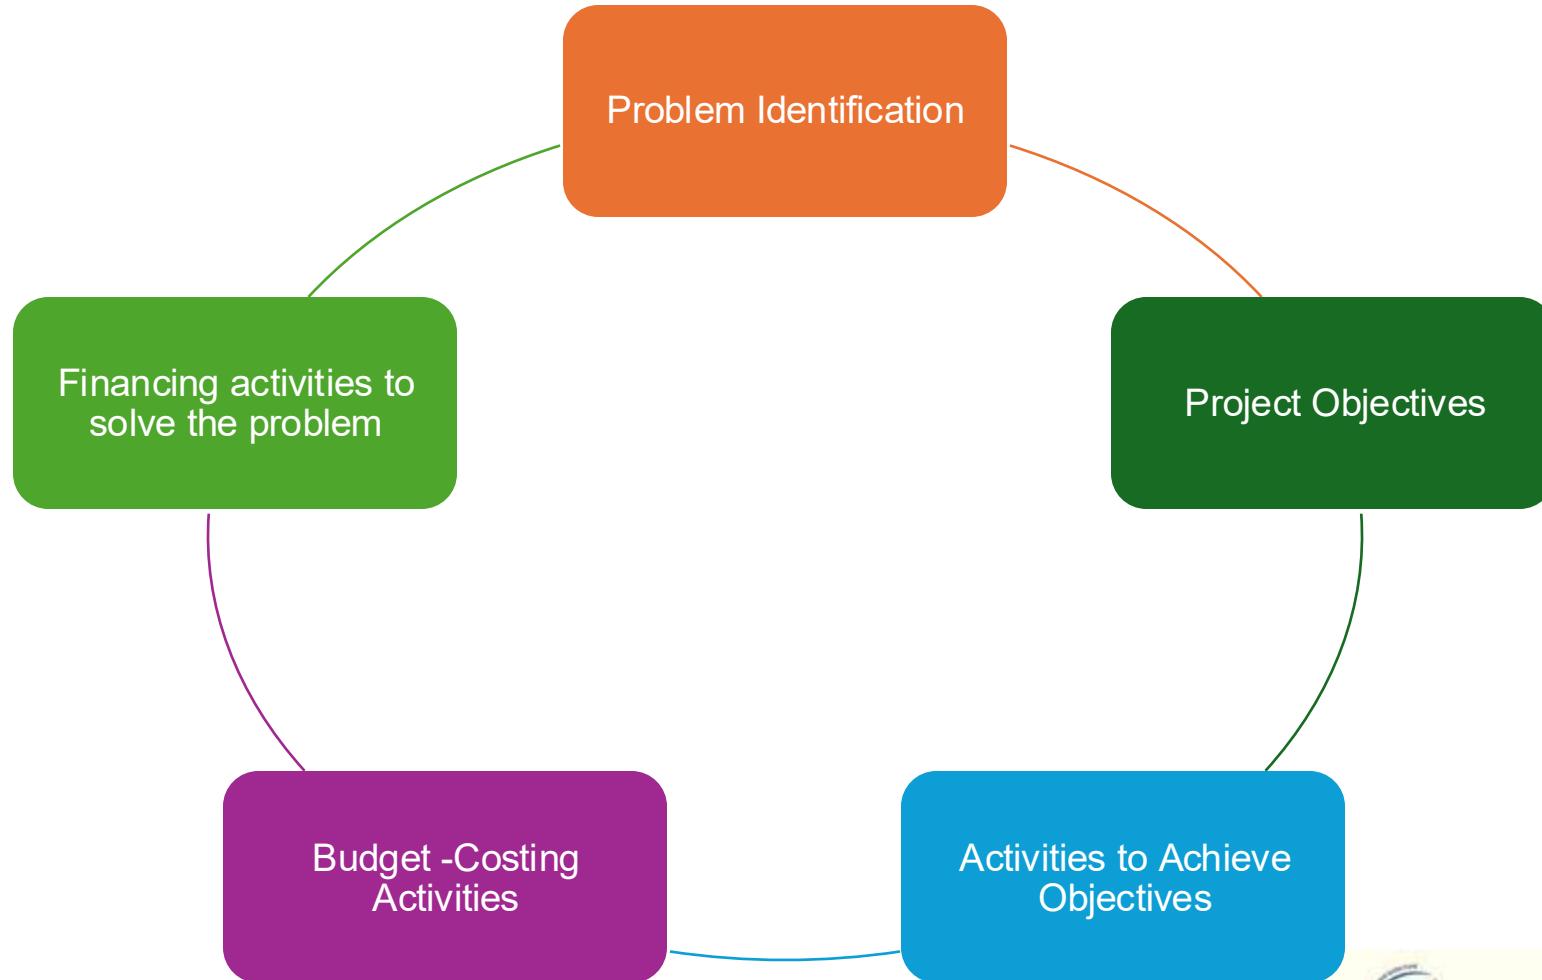 Problem Identification
Project Objectives
Activities to Achieve
Objectives
Budget -Costing
Activities
Financing activities to
solve the problem